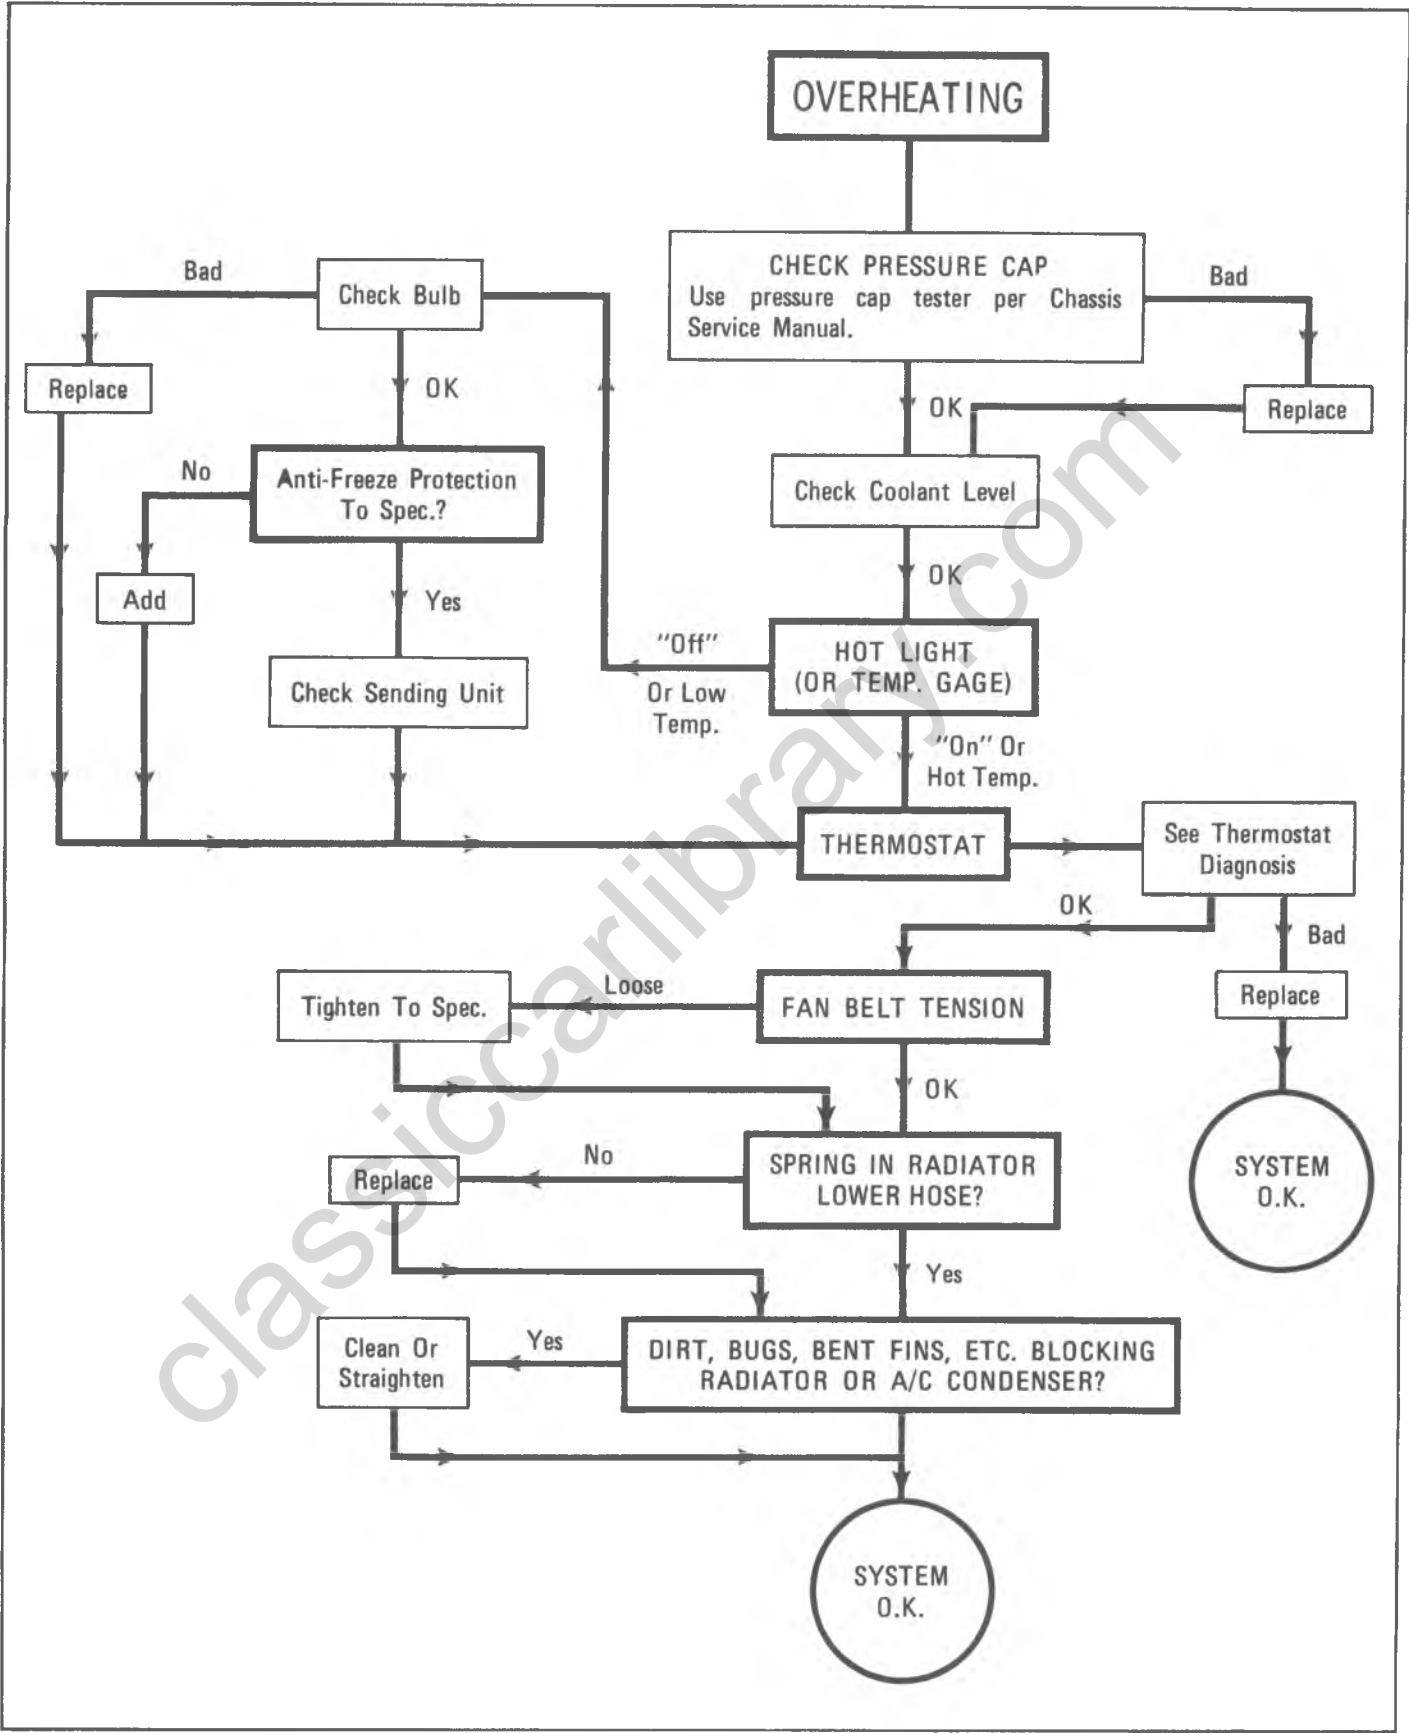 OVERHEATING
CHECK PRESSURE CAP
Use pressure cap tester per Chassis
Service Manual.
Bad
Replace
OK
Check Coolant Level
OK
HOT LIGHT
(OR TEMP. GAGE)
"Off"
Or Low
Temp.
"On" Or
Hot Temp.
Check Bulb
Bad
Replace
OK
Anti-Freeze Protection
To Spec.?
No
Add
Yes
Check Sending Unit
THERMOSTAT
See Thermostat
Diagnosis
OK
Bad
Replace
SYSTEM
O.K.
FAN BELT TENSION
Loose
Tighten To Spec.
OK
SPRING IN RADIATOR
LOWER HOSE?
No
Replace
Yes
DIRT, BUGS, BENT FINS, ETC. BLOCKING
RADIATOR OR A/C CONDENSER?
Yes
Clean Or
Straighten
SYSTEM
O.K.
classiccarlibrary.com